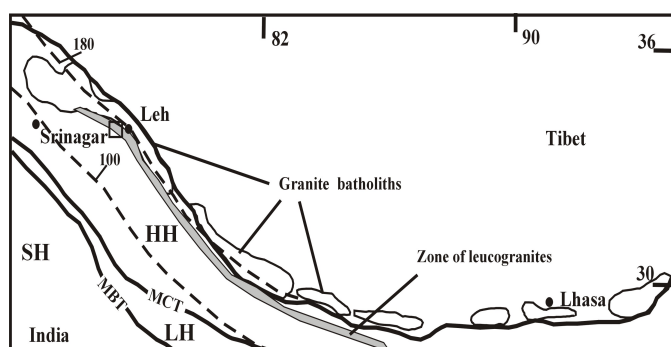 82
90
36
180
Leh
Srinagar
Tibet
100
Granite batholiths
HH
SH
Zone of leucogranites
30
MBT
MCT
Lhasa
LH
India